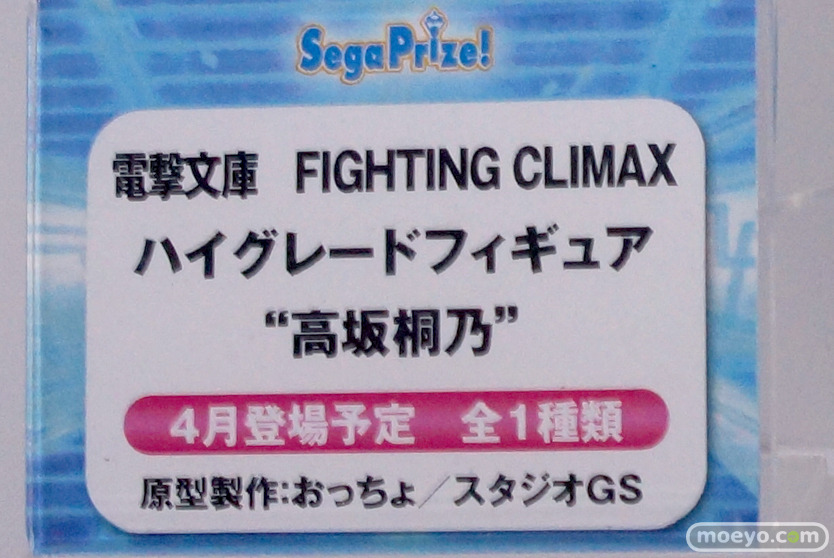 SegaPrize!
電撃文庫 FIGHTING CLIMAX
ハイグレードフィギュア
“高坂桐乃”
4月登場予定 全1種類
原型製作:おっちょ／スタジオGS
moeyo.com